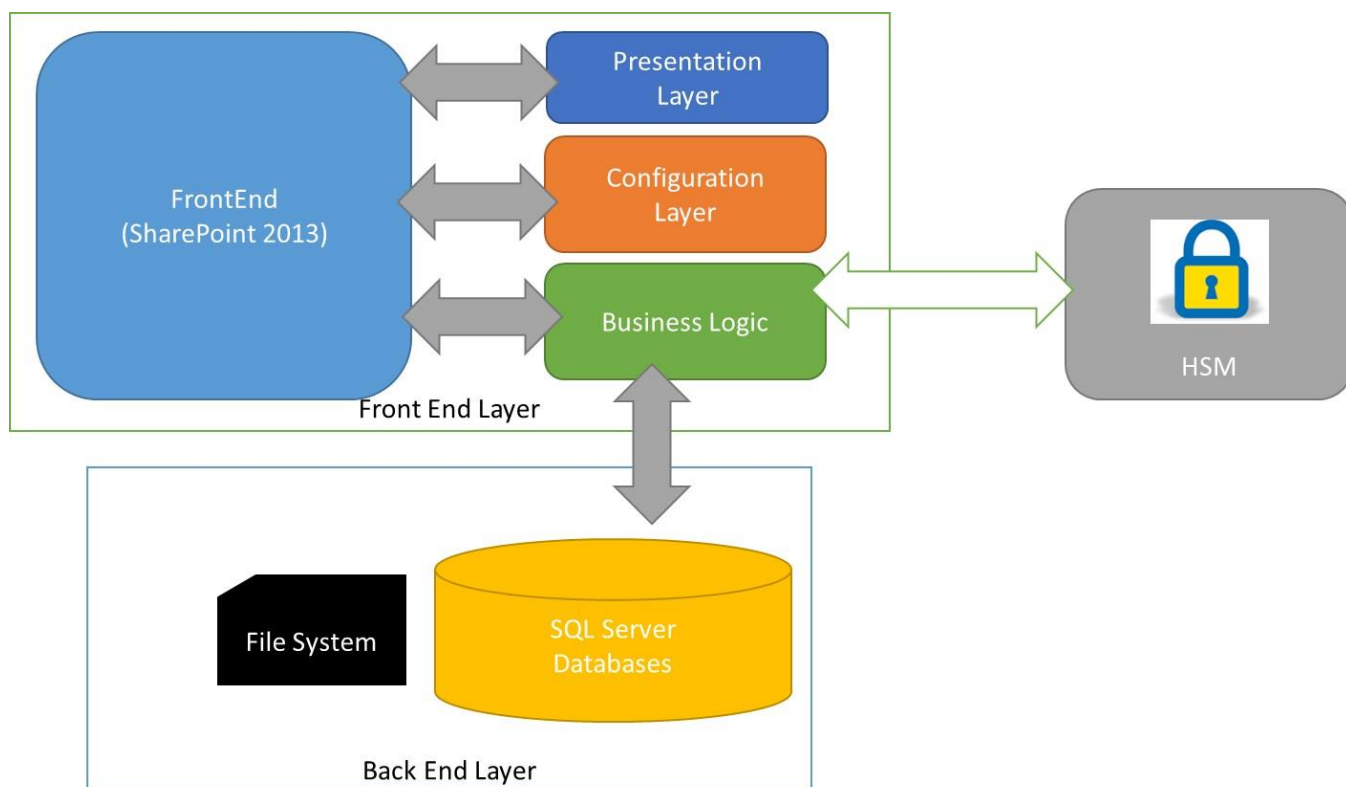 FrontEnd
(SharePoint 2013)
Presentation
Layer
Configuration
Layer
Business Logic
Front End Layer
HSM
File System
SQL Server
Databases
Back End Layer